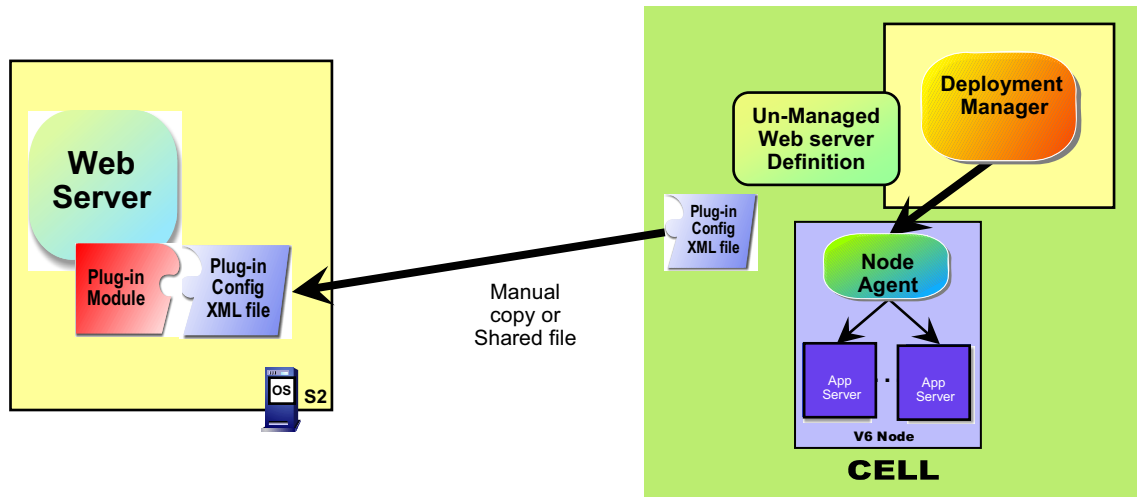 Web
Server
Plug-in
Module
Plug-in
Config
XML file
OS
S2
Manual
copy or
Shared file
Plug-in
Config
XML file
Un-Managed
Web server
Definition
Deployment
Manager
Node
Agent
App
Server
. .
App
Server
V6 Node
CELL